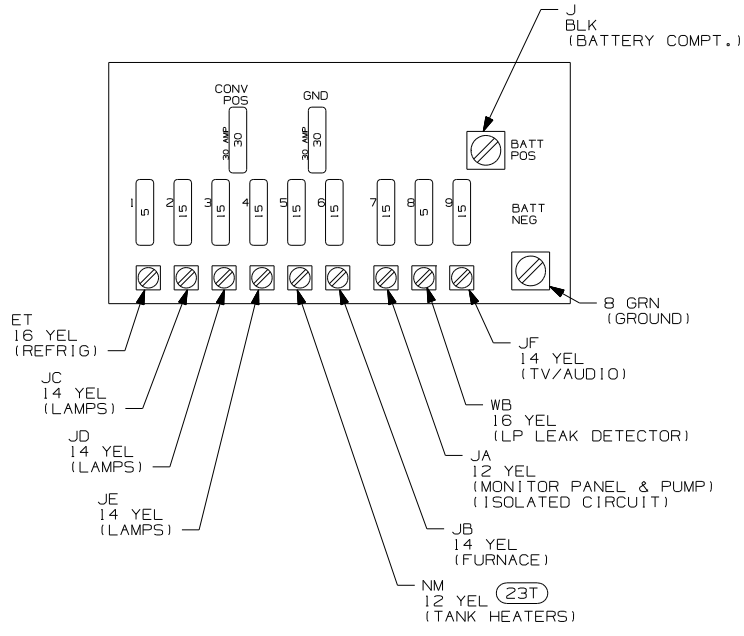 J
BLK
(BATTERY COMPT.)
CONV
POS
GND
30 AMP
30
30 AMP
30
BATT
POS
1
5
2
15
3
15
4
15
5
15
6
15
7
15
8
5
9
15
BATT
NEG
8 GRN
(GROUND)
ET
16 YEL
(REFRIG)
JF
14 YEL
(TV/AUDIO)
JC
14 YEL
(LAMPS)
WB
16 YEL
(LP LEAK DETECTOR)
JD
14 YEL
(LAMPS)
JA
12 YEL
(MONITOR PANEL & PUMP)
(ISOLATED CIRCUIT)
JE
14 YEL
(LAMPS)
JB
14 YEL
(FURNACE)
NM
12 YEL 23T
(TANK HEATERS)